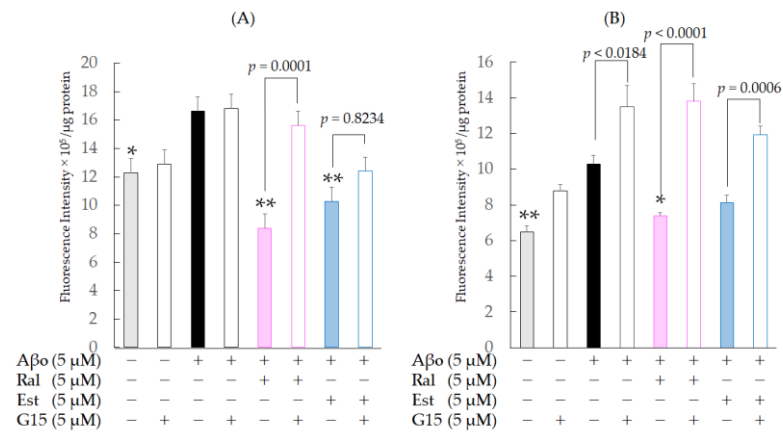 (A)
Fluorescence Intensity × 10⁵ /µg protein
20
18
16
14
12
10
8
6
4
2
0
*
**
**
p = 0.0001
p = 0.8234
Aβo (5 µM) − − + + + + + +
Ral (5 µM) − − − − + + − −
Est (5 µM) − − − − − − + +
G15 (5 µM) − + − + − + − +
(B)
Fluorescence Intensity × 10⁵ /µg protein
16
14
12
10
8
6
4
2
0
**
*
p < 0.0184
p < 0.0001
p = 0.0006
Aβo (5 µM) − − + + + + + +
Ral (5 µM) − − − − + + − −
Est (5 µM) − − − − − − + +
G15 (5 µM) − + − + − + − +